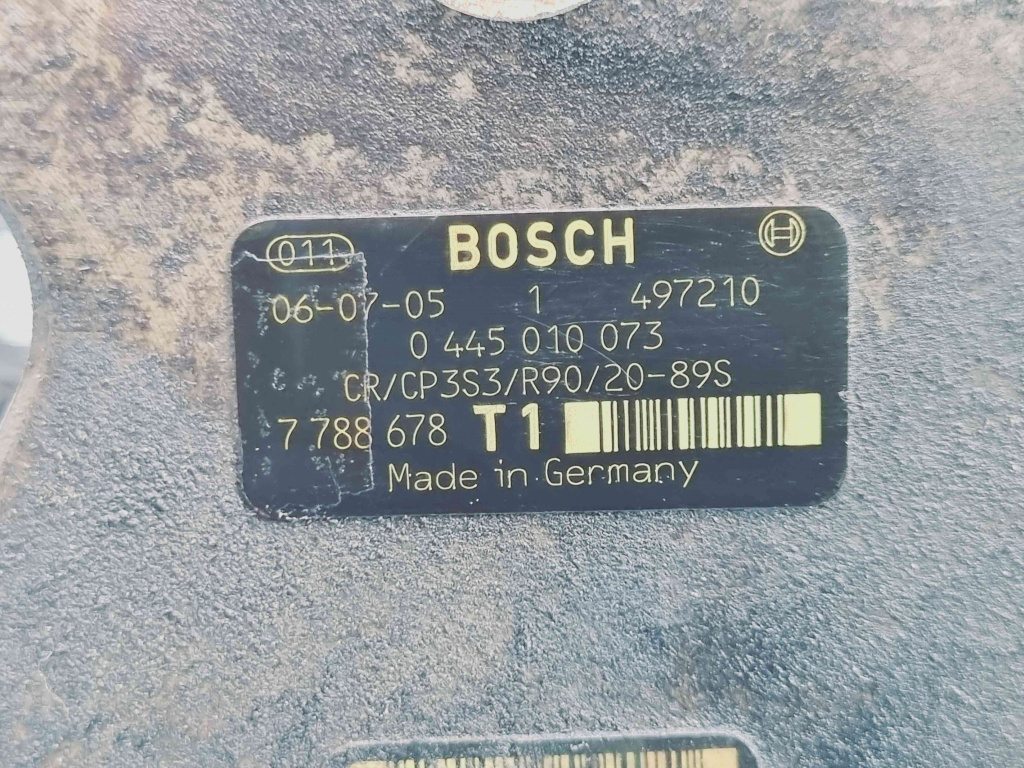 011 BOSCH
06-07-05 1 497210
0 445 010 073
CR/CP3S3/R90/20-89S
7 788 678 T1
Made in Germany